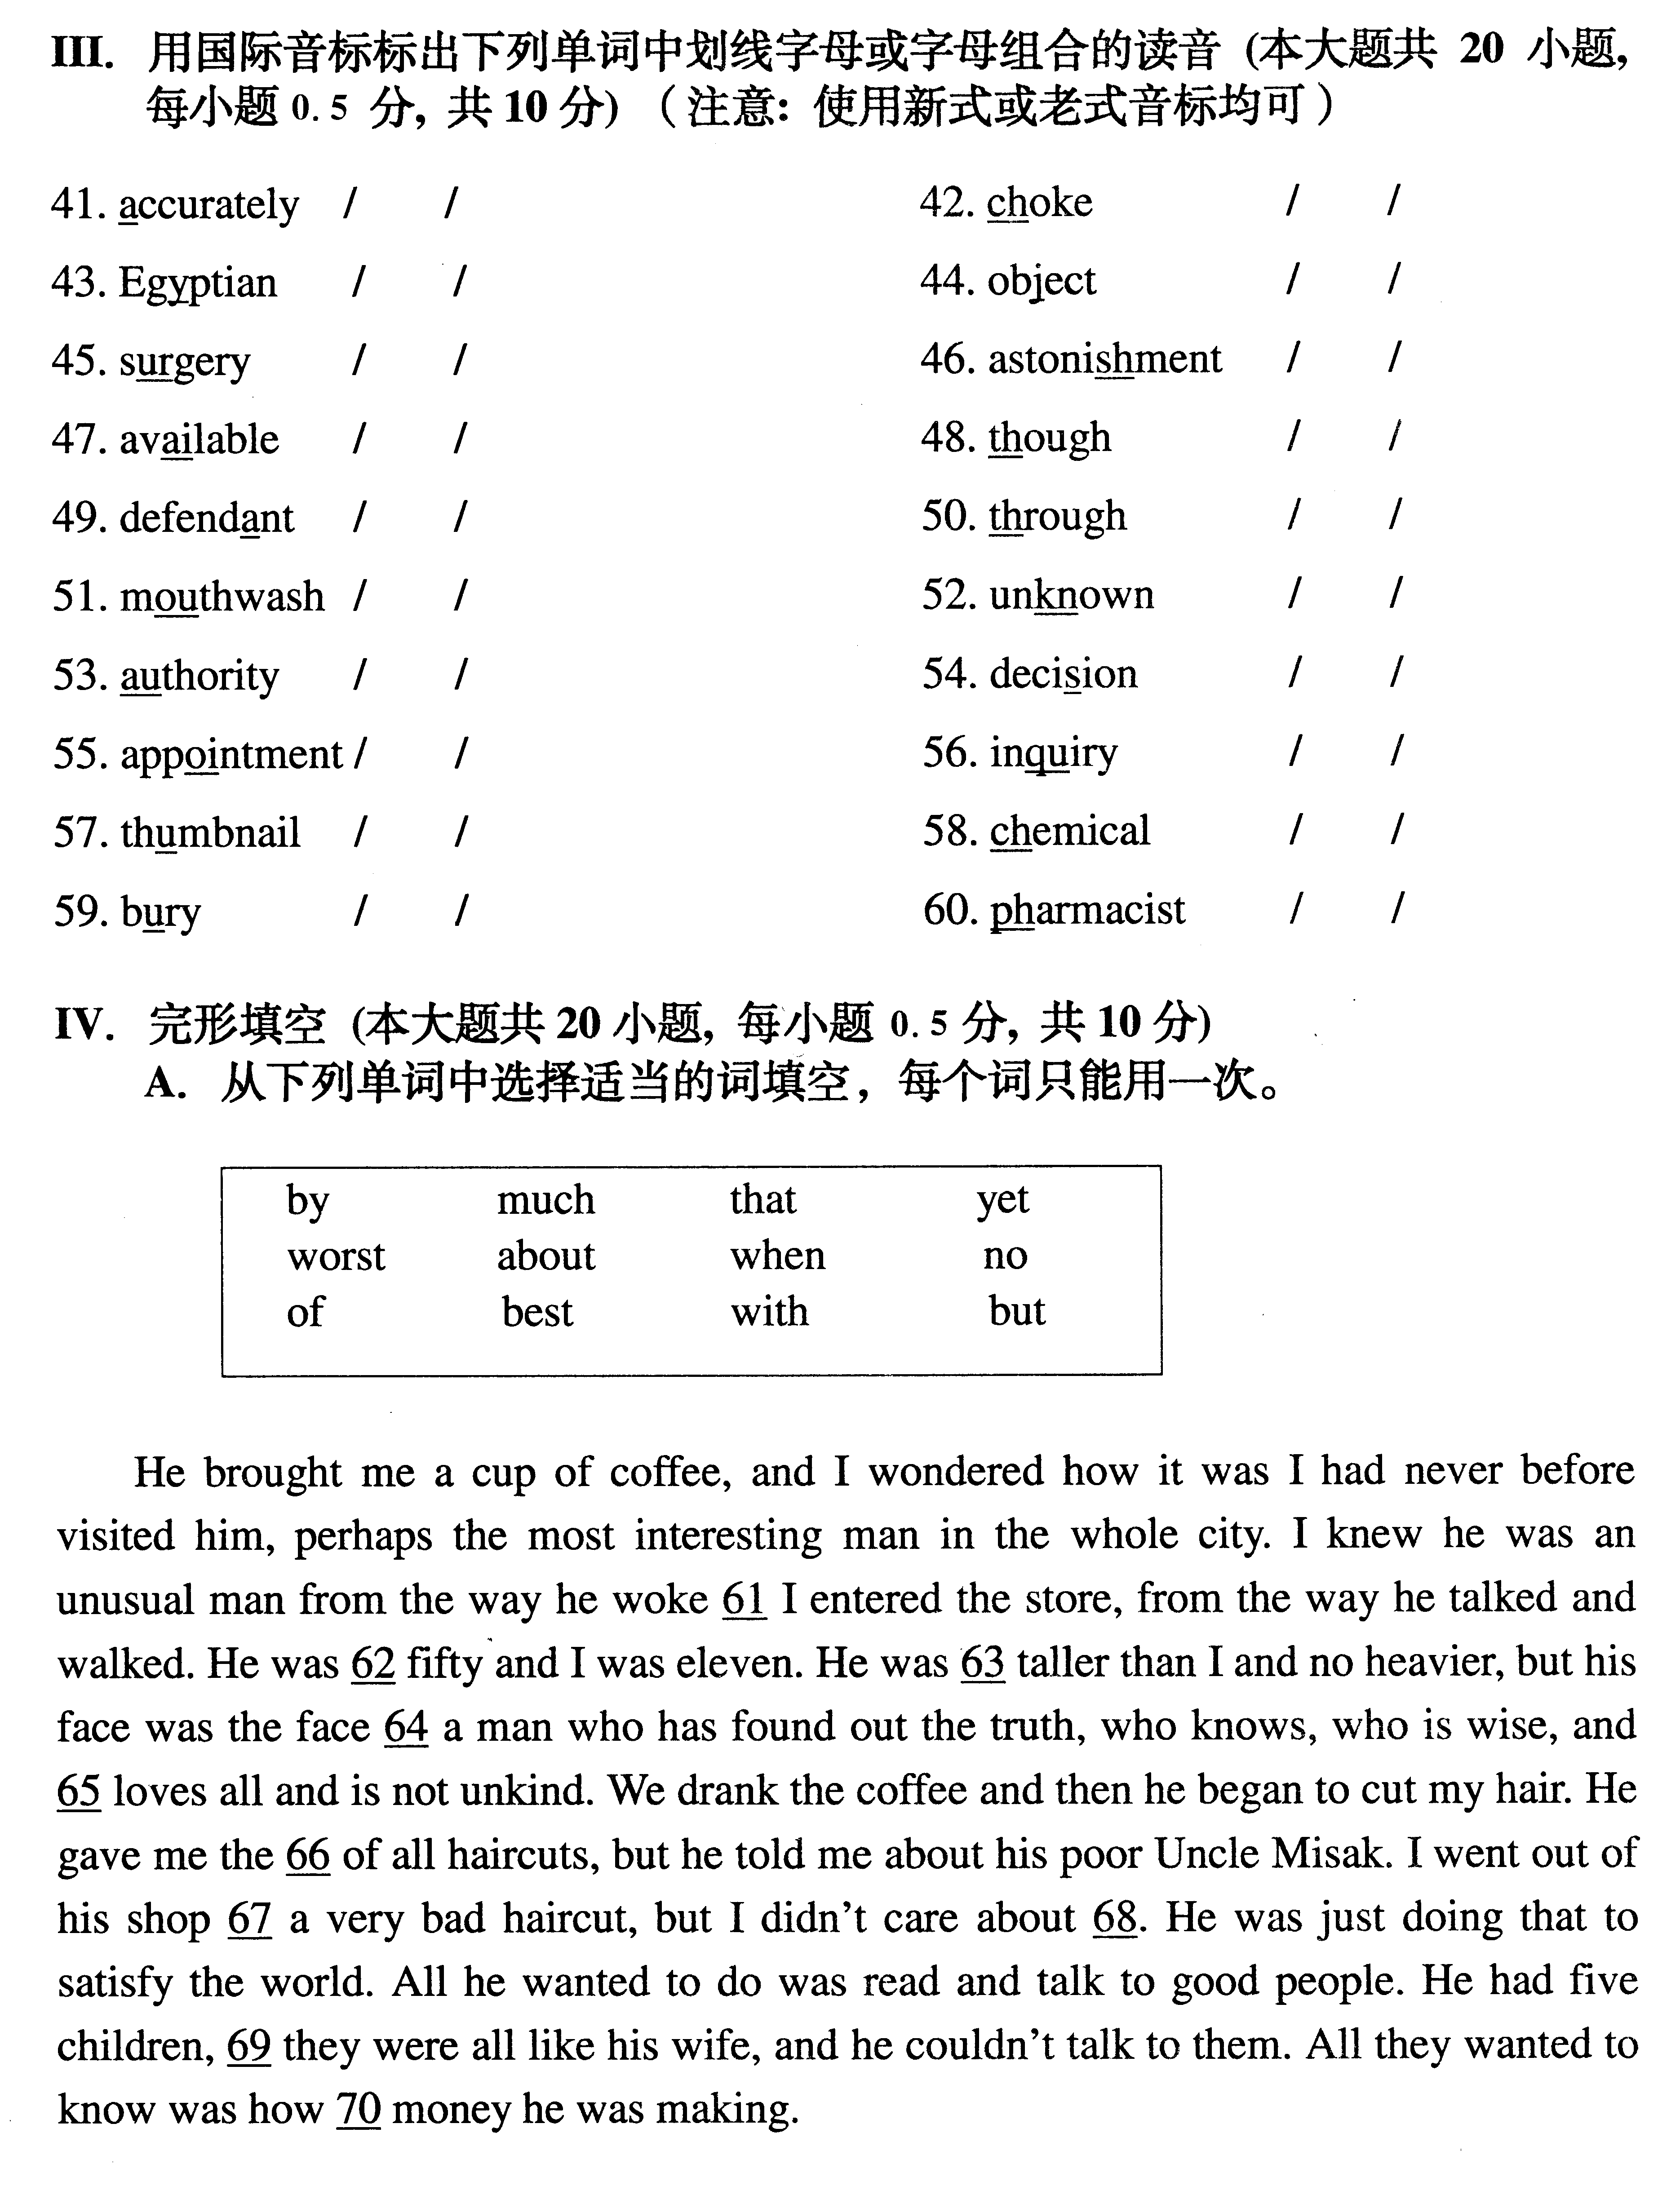 III. 用国际音标标出下列单词中划线字母或字母组合的读音 (本大题共 20 小题,
每小题 0.5 分, 共 10 分) (注意: 使用新式或老式音标均可)
41. accurately / / 42. choke / /
43. Egyptian / / 44. object / /
45. surgery / / 46. astonishment / /
47. available / / 48. though / /
49. defendant / / 50. through / /
51. mouthwash / / 52. unknown / /
53. authority / / 54. decision / /
55. appointment / / 56. inquiry / /
57. thumbnail / / 58. chemical / /
59. bury / / 60. pharmacist / /
IV. 完形填空 (本大题共 20 小题, 每小题 0.5 分, 共 10 分)
A. 从下列单词中选择适当的词填空，每个词只能用一次。
by much that yet
worst about when no
of best with but
He brought me a cup of coffee, and I wondered how it was I had never before
visited him, perhaps the most interesting man in the whole city. I knew he was an
unusual man from the way he woke 61 I entered the store, from the way he talked and
walked. He was 62 fifty and I was eleven. He was 63 taller than I and no heavier, but his
face was the face 64 a man who has found out the truth, who knows, who is wise, and
65 loves all and is not unkind. We drank the coffee and then he began to cut my hair. He
gave me the 66 of all haircuts, but he told me about his poor Uncle Misak. I went out of
his shop 67 a very bad haircut, but I didn't care about 68. He was just doing that to
satisfy the world. All he wanted to do was read and talk to good people. He had five
children, 69 they were all like his wife, and he couldn't talk to them. All they wanted to
know was how 70 money he was making.